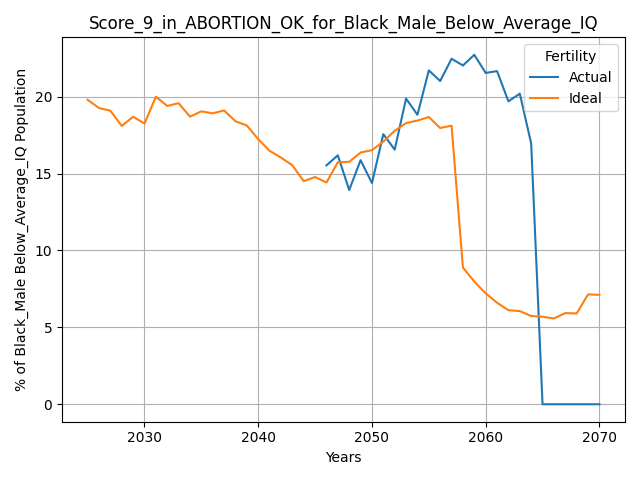 Score_9_in_ABORTION_OK_for_Black_Male_Below_Average_IQ
% of Black_Male Below_Average_IQ Population
Fertility
Actual
Ideal
20
15
10
5
0
2030 2040 2050 2060 2070
Years